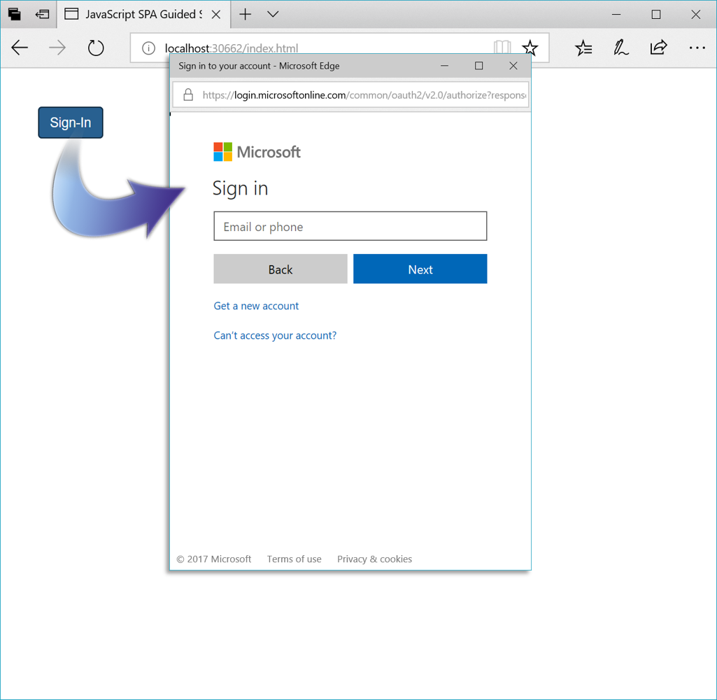 JavaScript SPA Guided S
localhost:30662/index.html
Sign in to your account - Microsoft Edge
https://login.microsoftonline.com/common/oauth2/v2.0/authorize?respons
Sign-In
Microsoft
Sign in
Email or phone
Back Next
Get a new account
Can't access your account?
© 2017 Microsoft Terms of use Privacy & cookies